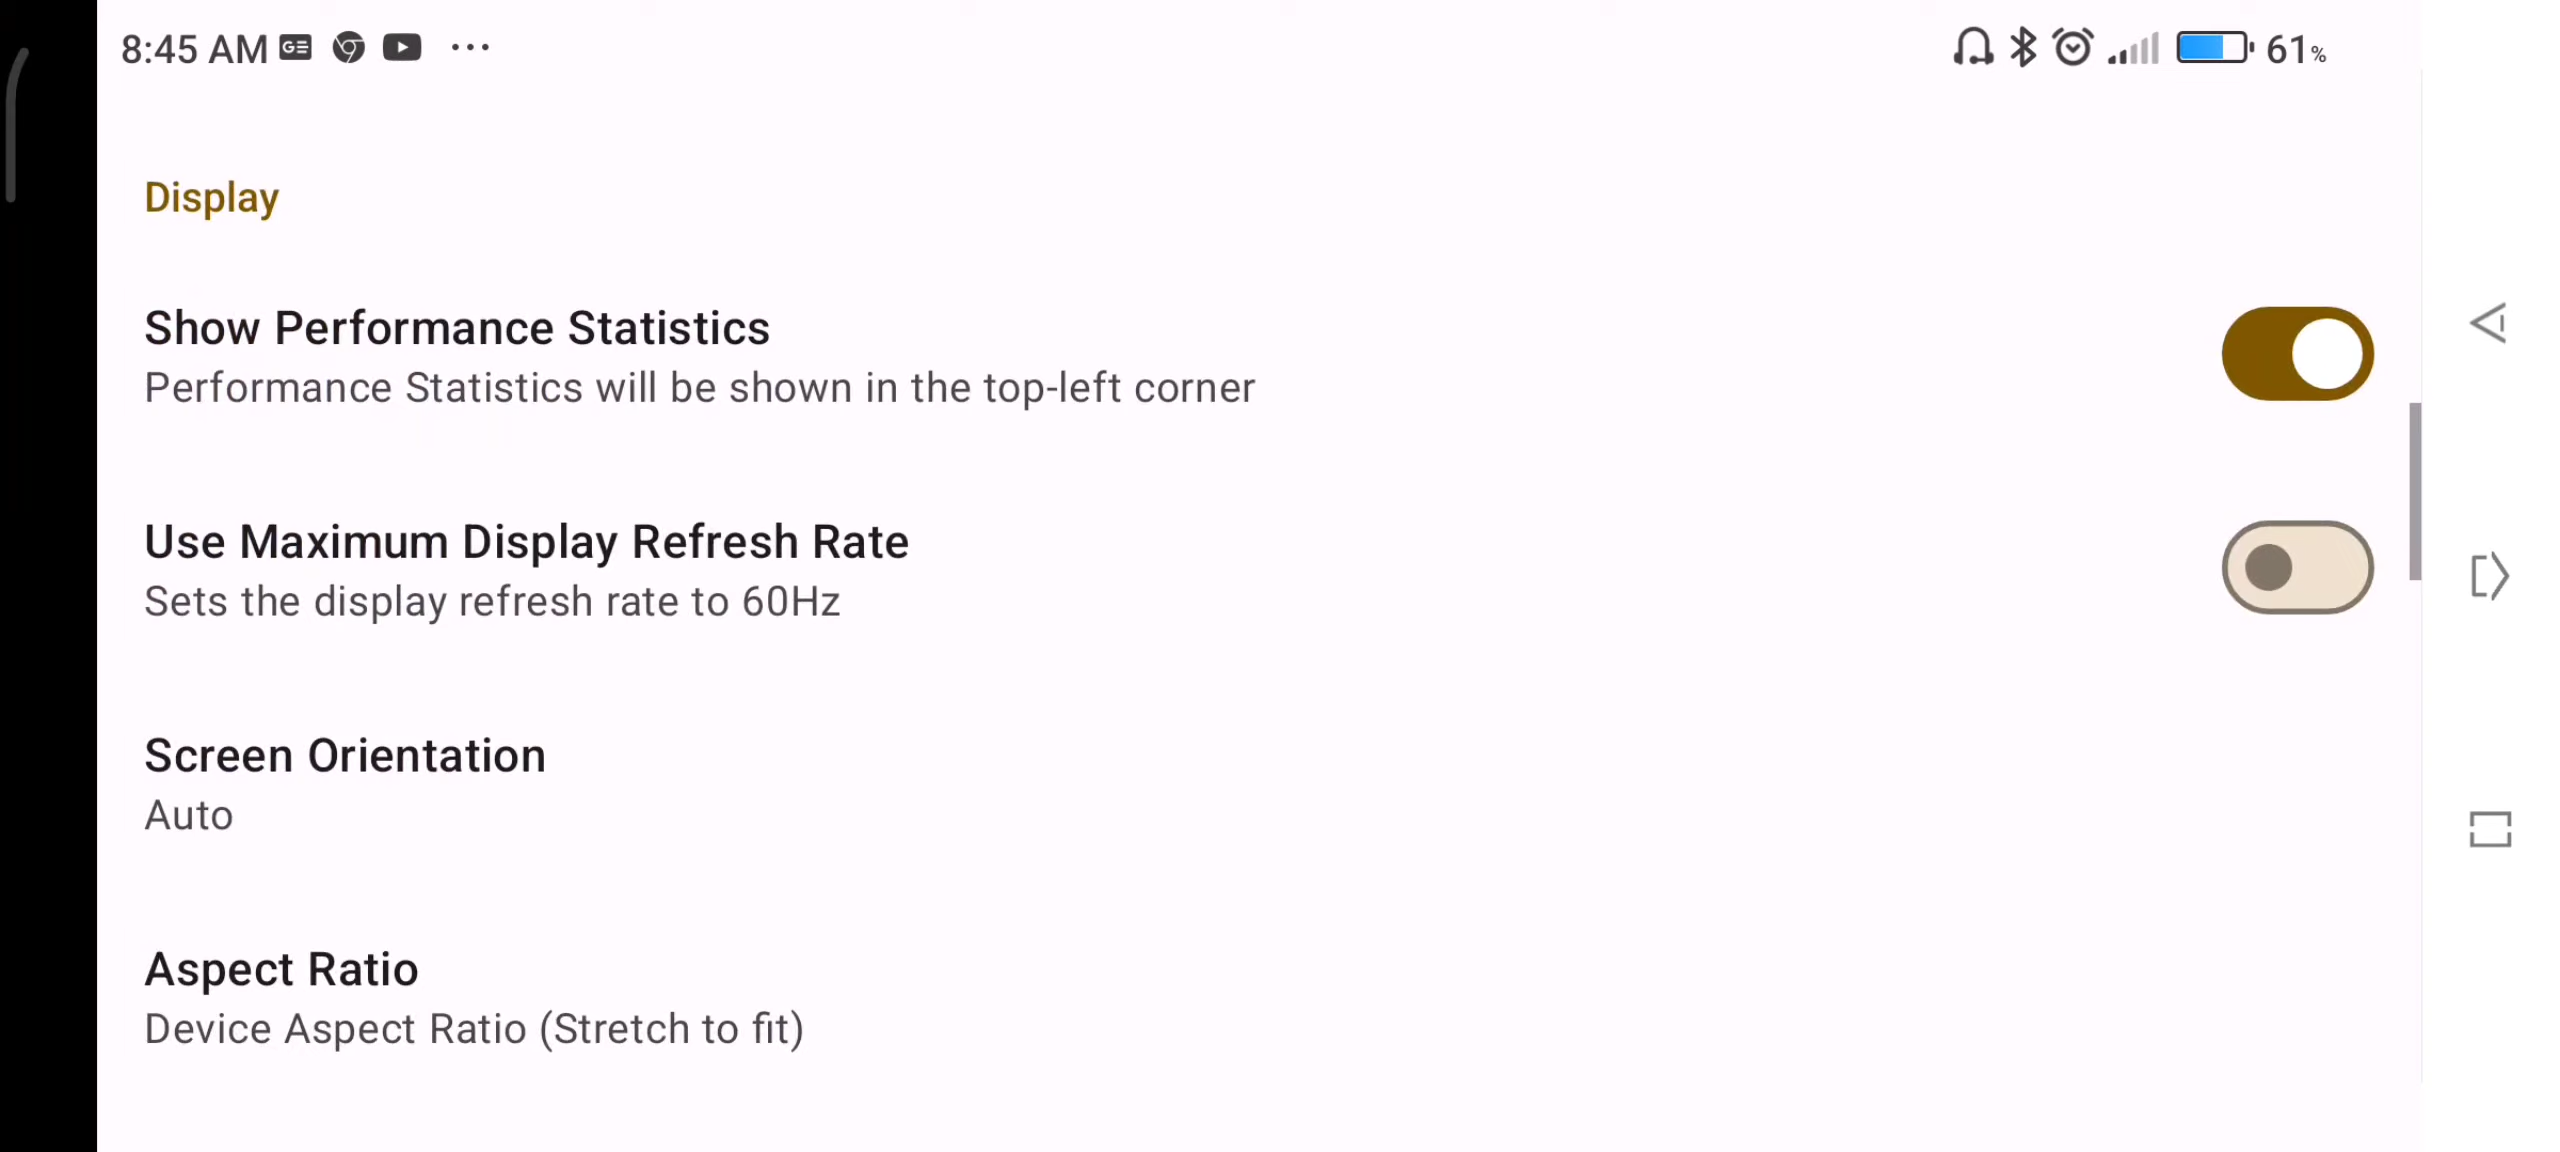 8:45 AM GE ... 61%
Display
Show Performance Statistics
Performance Statistics will be shown in the top-left corner
Use Maximum Display Refresh Rate
Sets the display refresh rate to 60Hz
Screen Orientation
Auto
Aspect Ratio
Device Aspect Ratio (Stretch to fit)